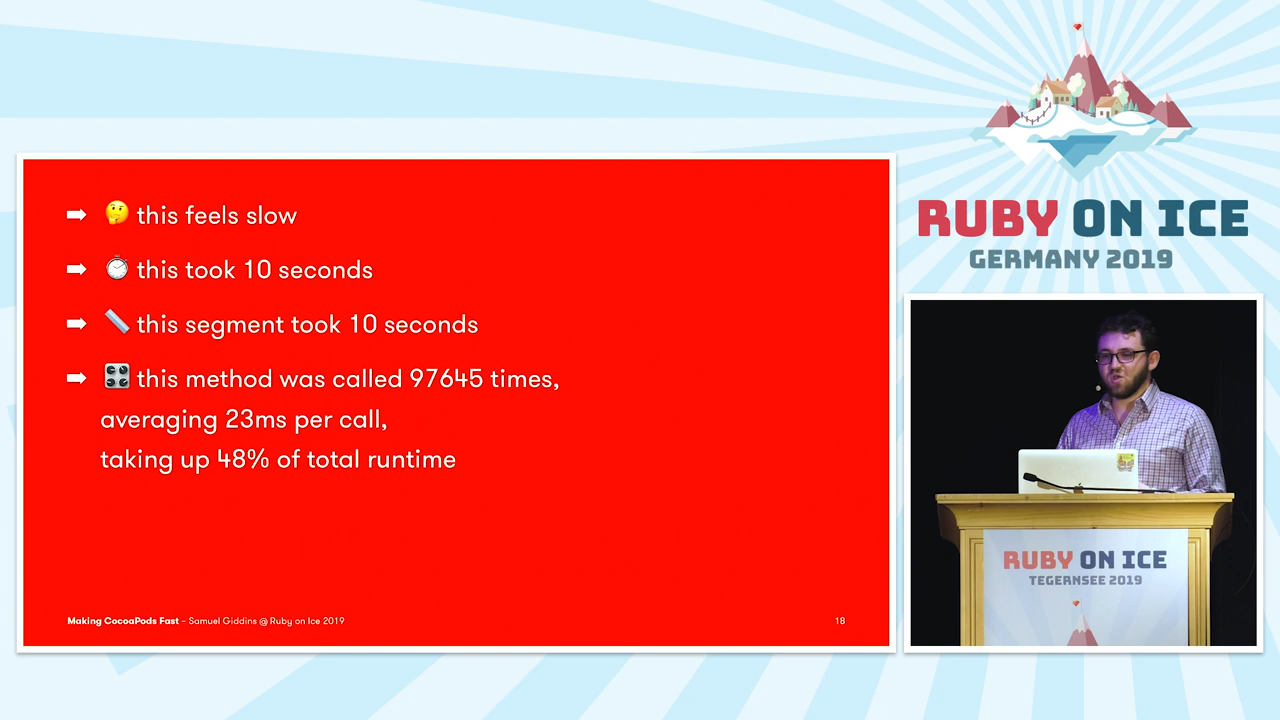 ➡ 🤔 this feels slow
➡ ⏱ this took 10 seconds
➡ 📏 this segment took 10 seconds
➡ 🎛 this method was called 97645 times,
averaging 23ms per call,
taking up 48% of total runtime
Making CocoaPods Fast – Samuel Giddins @ Ruby on Ice 2019
18
RUBY ON ICE
GERMANY 2019
RUBY ON ICE
TEGERNSEE 2019